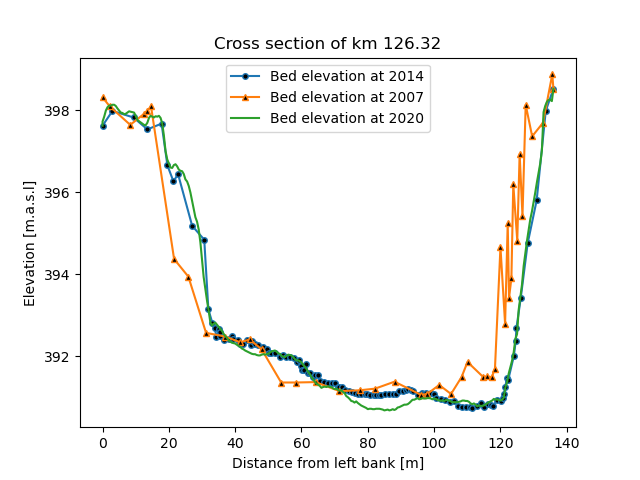 Cross section of km 126.32
Bed elevation at 2014
Bed elevation at 2007
Bed elevation at 2020
Elevation [m.a.s.l]
398
396
394
392
0 20 40 60 80 100 120 140
Distance from left bank [m]